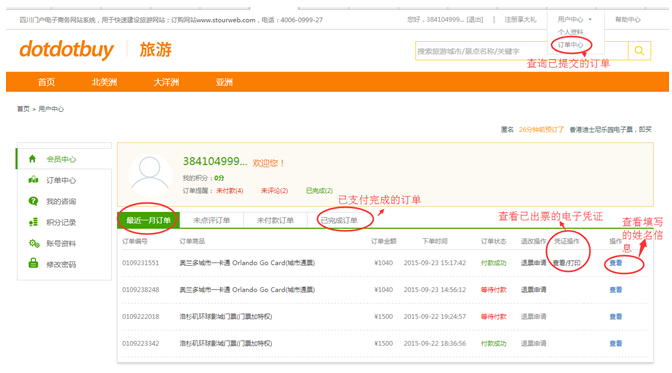 四川门户电子商务网站系统，用于快速建设旅游网站；订购网站www.stourweb.com，电话：4006-0999-27
您好，384104999... [退出] | 注册拿大礼 用户中心 帮助中心
个人资料
订单中心
查询已提交的订单
dotdotbuy 旅游
搜索旅游城市/景点名称/关键字
首页 北美洲 大洋洲 亚洲
首页 > 用户中心
匿名 26分钟前预订了 香港迪士尼乐园电子票，即买
会员中心
订单中心
我的咨询
积分记录
账号资料
修改密码
384104999... 欢迎您！
我的积分：0分
订单提醒：未付款(4) 未评论(2) 已完成(2)
已支付完成的订单
查看已出票的电子凭证
查看填写的姓名信息
最近一月订单 未点评订单 未付款订单 已完成订单
订单编号 订单商品 订单金额 下单时间 订单状态 退改操作 凭证操作 操作
0109231551 奥兰多城市一卡通 Orlando Go Card(城市通票) ¥1040 2015-09-23 15:17:42 付款成功 退票申请 查看/打印 查看
0109238248 奥兰多城市一卡通 Orlando Go Card(城市通票) ¥1040 2015-09-23 14:56:12 等待付款 退票申请 查看
0109222018 洛杉矶环球影城门票(门票加特权) ¥1500 2015-09-22 19:24:57 等待付款 退票申请 查看
0109223342 洛杉矶环球影城门票(门票加特权) ¥1500 2015-09-22 18:36:56 付款成功 退票申请 查看